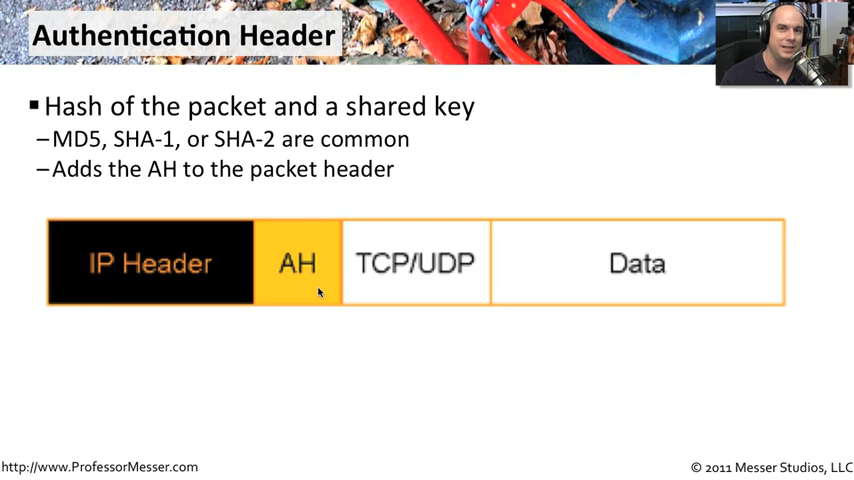 Authentication Header
▪ Hash of the packet and a shared key
–MD5, SHA-1, or SHA-2 are common
–Adds the AH to the packet header
IP Header AH TCP/UDP Data
http://www.ProfessorMesser.com © 2011 Messer Studios, LLC